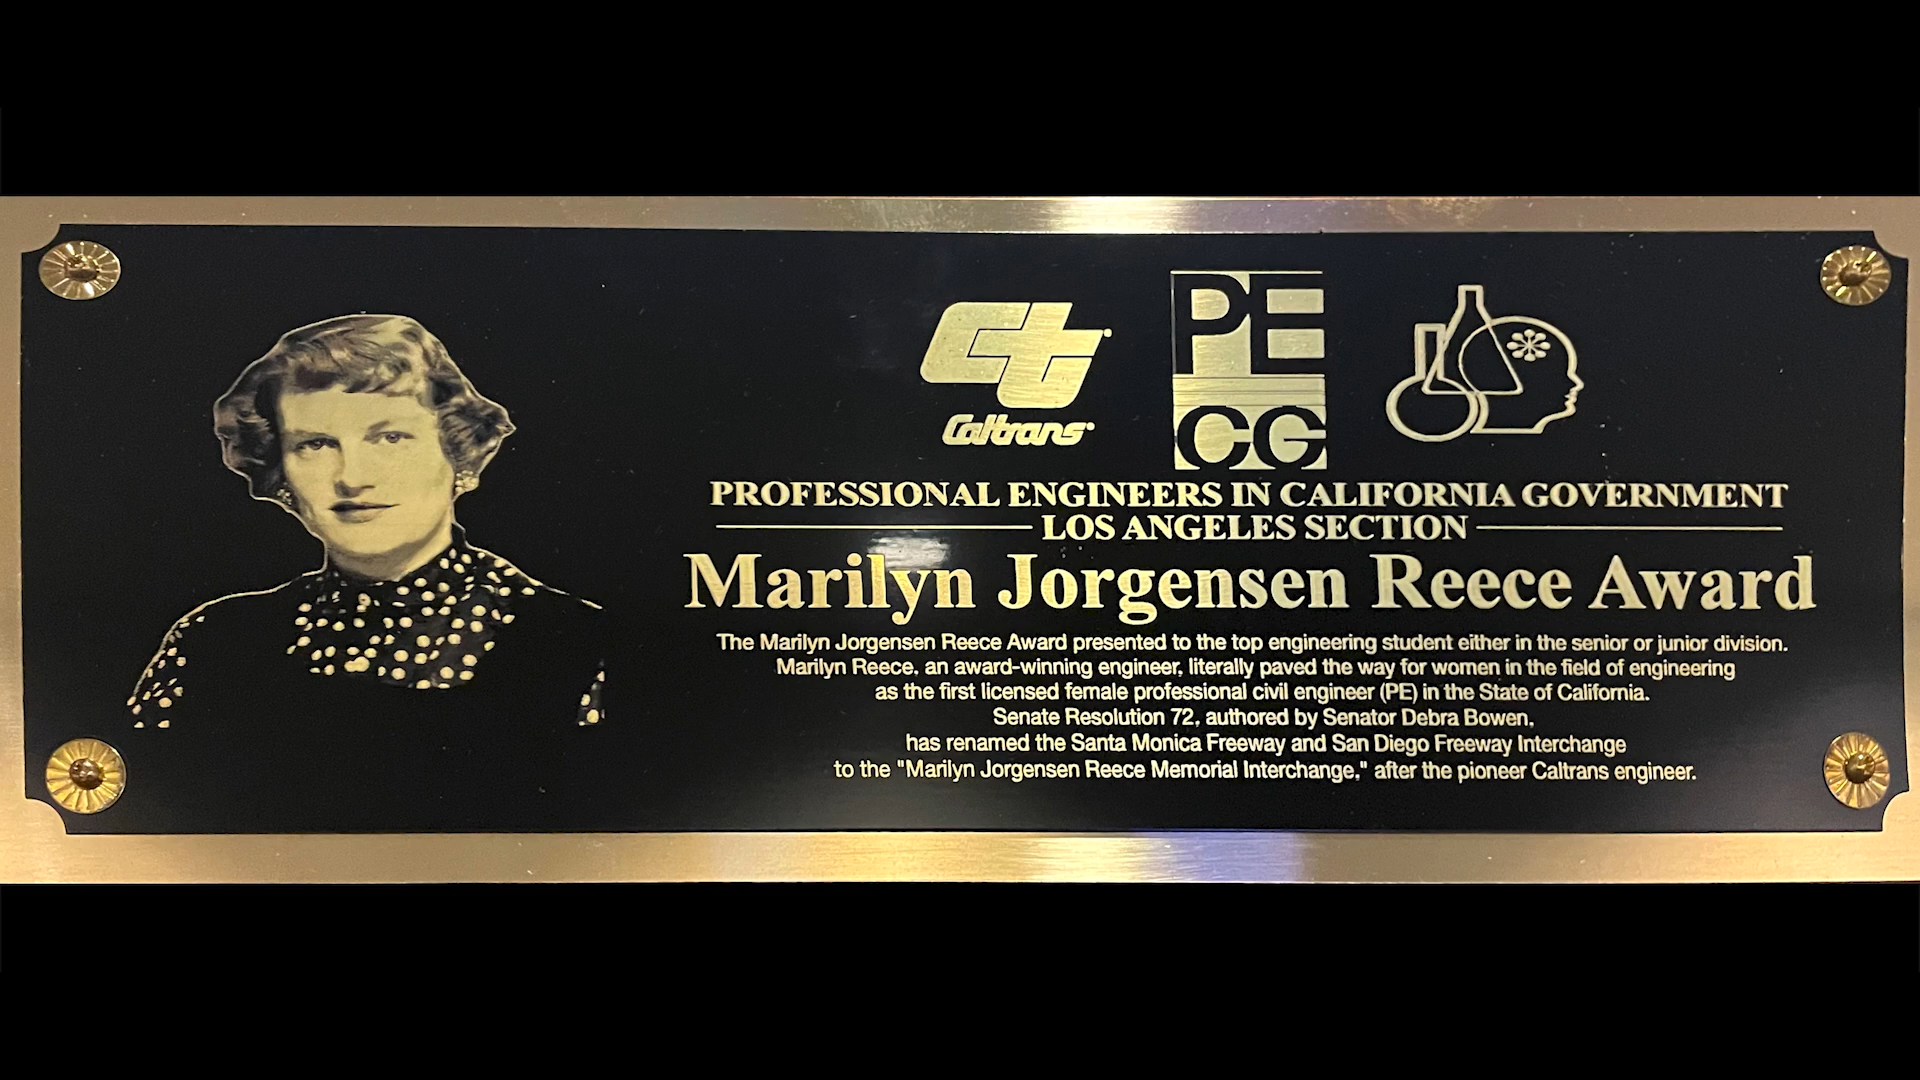 ct
Caltrans
PE
CG
PROFESSIONAL ENGINEERS IN CALIFORNIA GOVERNMENT
LOS ANGELES SECTION
Marilyn Jorgensen Reece Award
The Marilyn Jorgensen Reece Award presented to the top engineering student either in the senior or junior division.
Marilyn Reece, an award-winning engineer, literally paved the way for women in the field of engineering
as the first licensed female professional civil engineer (PE) in the State of California.
Senate Resolution 72, authored by Senator Debra Bowen,
has renamed the Santa Monica Freeway and San Diego Freeway Interchange
to the "Marilyn Jorgensen Reece Memorial Interchange," after the pioneer Caltrans engineer.